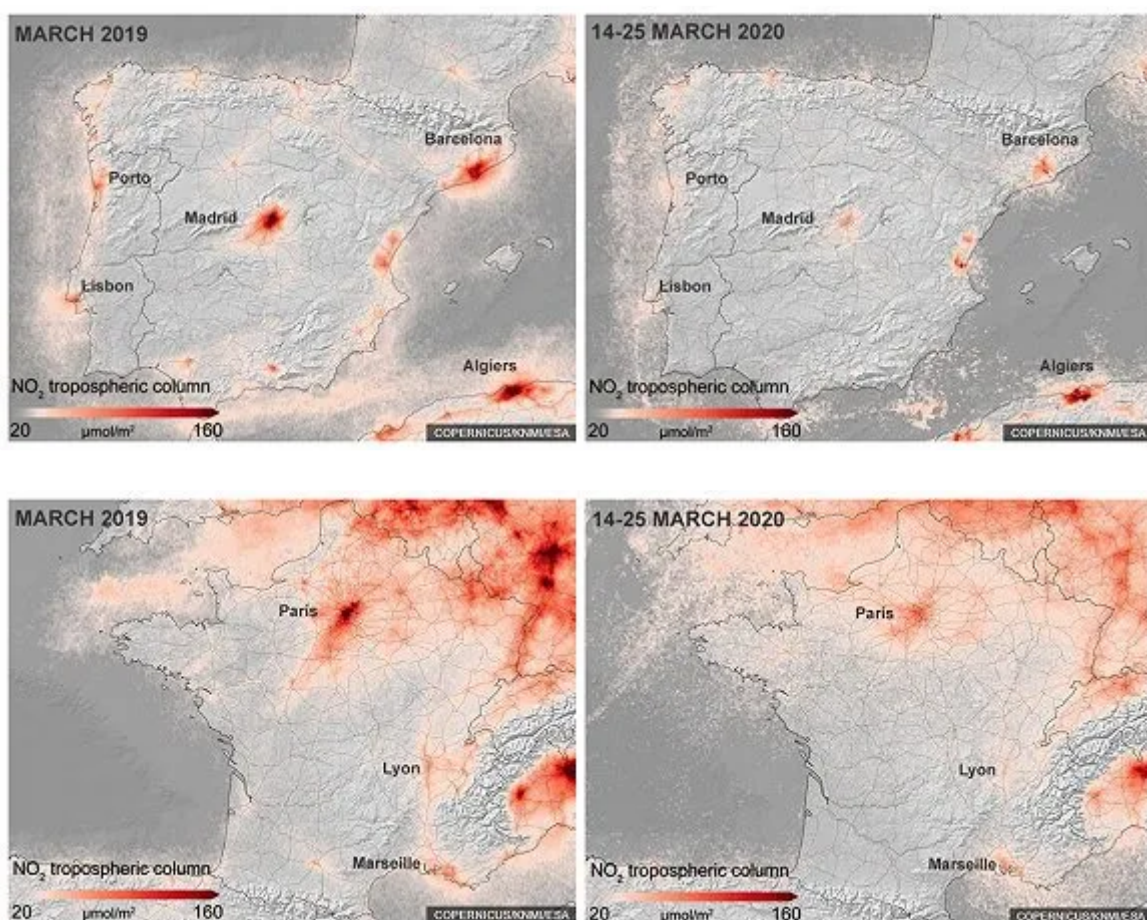 MARCH 2019
Barcelona
Porto
Madrid
Lisbon
Algiers
NO₂ tropospheric column
20 µmol/m² 160
COPERNICUS/KNMI/ESA
14-25 MARCH 2020
Barcelona
Porto
Madrid
Lisbon
Algiers
NO₂ tropospheric column
20 µmol/m² 160
COPERNICUS/KNMI/ESA
MARCH 2019
Paris
Lyon
Marseille
NO₂ tropospheric column
20 µmol/m² 160
COPERNICUS/KNMI/ESA
14-25 MARCH 2020
Paris
Lyon
Marseille
NO₂ tropospheric column
20 µmol/m² 160
COPERNICUS/KNMI/ESA